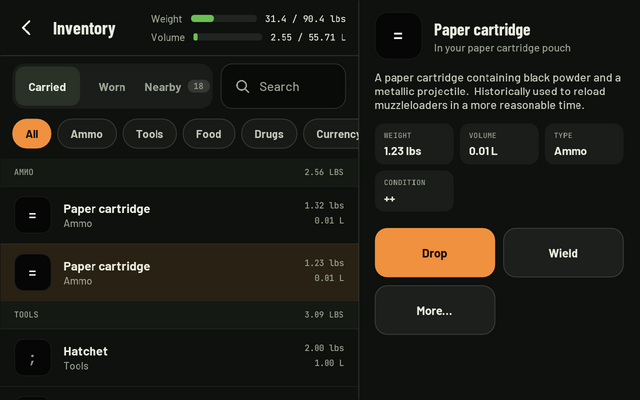 Inventory
Weight 31.4 / 90.4 lbs
Volume 2.55 / 55.71 L
Carried Worn Nearby 18 Search
All Ammo Tools Food Drugs Currency
AMMO 2.56 LBS
= Paper cartridge 1.32 lbs
Ammo 0.01 L
= Paper cartridge 1.23 lbs
Ammo 0.01 L
TOOLS 3.09 LBS
; Hatchet 2.00 lbs
Tools 1.00 L
= Paper cartridge
In your paper cartridge pouch
A paper cartridge containing black powder and a
metallic projectile. Historically used to reload
muzzleloaders in a more reasonable time.
WEIGHT VOLUME TYPE
1.23 lbs 0.01 L Ammo
CONDITION
++
Drop Wield
More...